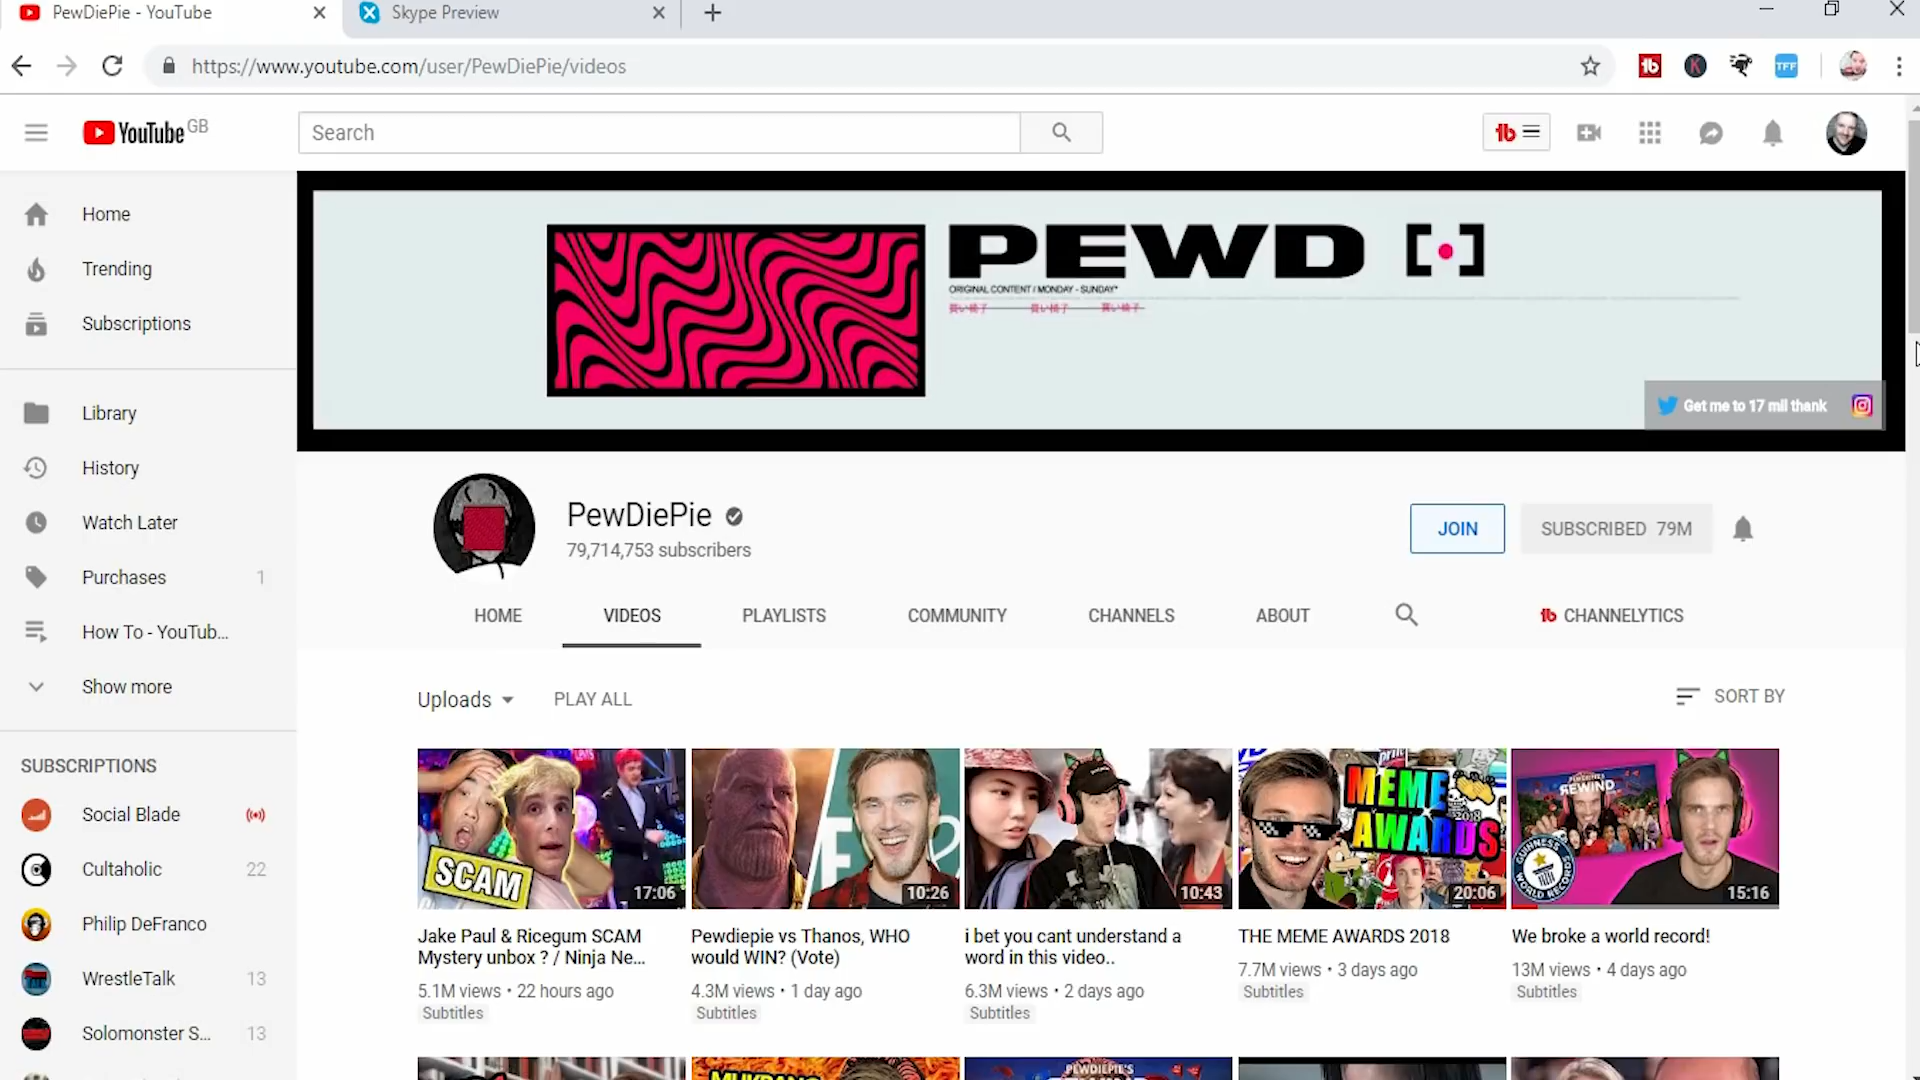 PewDiePie - YouTube
Skype Preview
https://www.youtube.com/user/PewDiePie/videos
TFF
YouTube GB
Search
Home
Trending
Subscriptions
Library
History
Watch Later
Purchases 1
How To - YouTub...
Show more
SUBSCRIPTIONS
Social Blade
Cultaholic 22
Philip DeFranco
WrestleTalk 13
Solomonster S... 13
PEWD [·]
ORIGINAL CONTENT / MONDAY - SUNDAY*
Get me to 17 mil thank
PewDiePie
79,714,753 subscribers
JOIN
SUBSCRIBED 79M
HOME
VIDEOS
PLAYLISTS
COMMUNITY
CHANNELS
ABOUT
CHANNELYTICS
Uploads
PLAY ALL
SORT BY
SCAM
17:06
10:26
10:43
MEME
2018
AWARDS
20:06
REWIND
GUINNESS WORLD RECORDS
15:16
Jake Paul & Ricegum SCAM
Mystery unbox ? / Ninja Ne...
5.1M views • 22 hours ago
Subtitles
Pewdiepie vs Thanos, WHO
would WIN? (Vote)
4.3M views • 1 day ago
Subtitles
i bet you cant understand a
word in this video..
6.3M views • 2 days ago
Subtitles
THE MEME AWARDS 2018
7.7M views • 3 days ago
Subtitles
We broke a world record!
13M views • 4 days ago
Subtitles
PEWDIEPIE'S